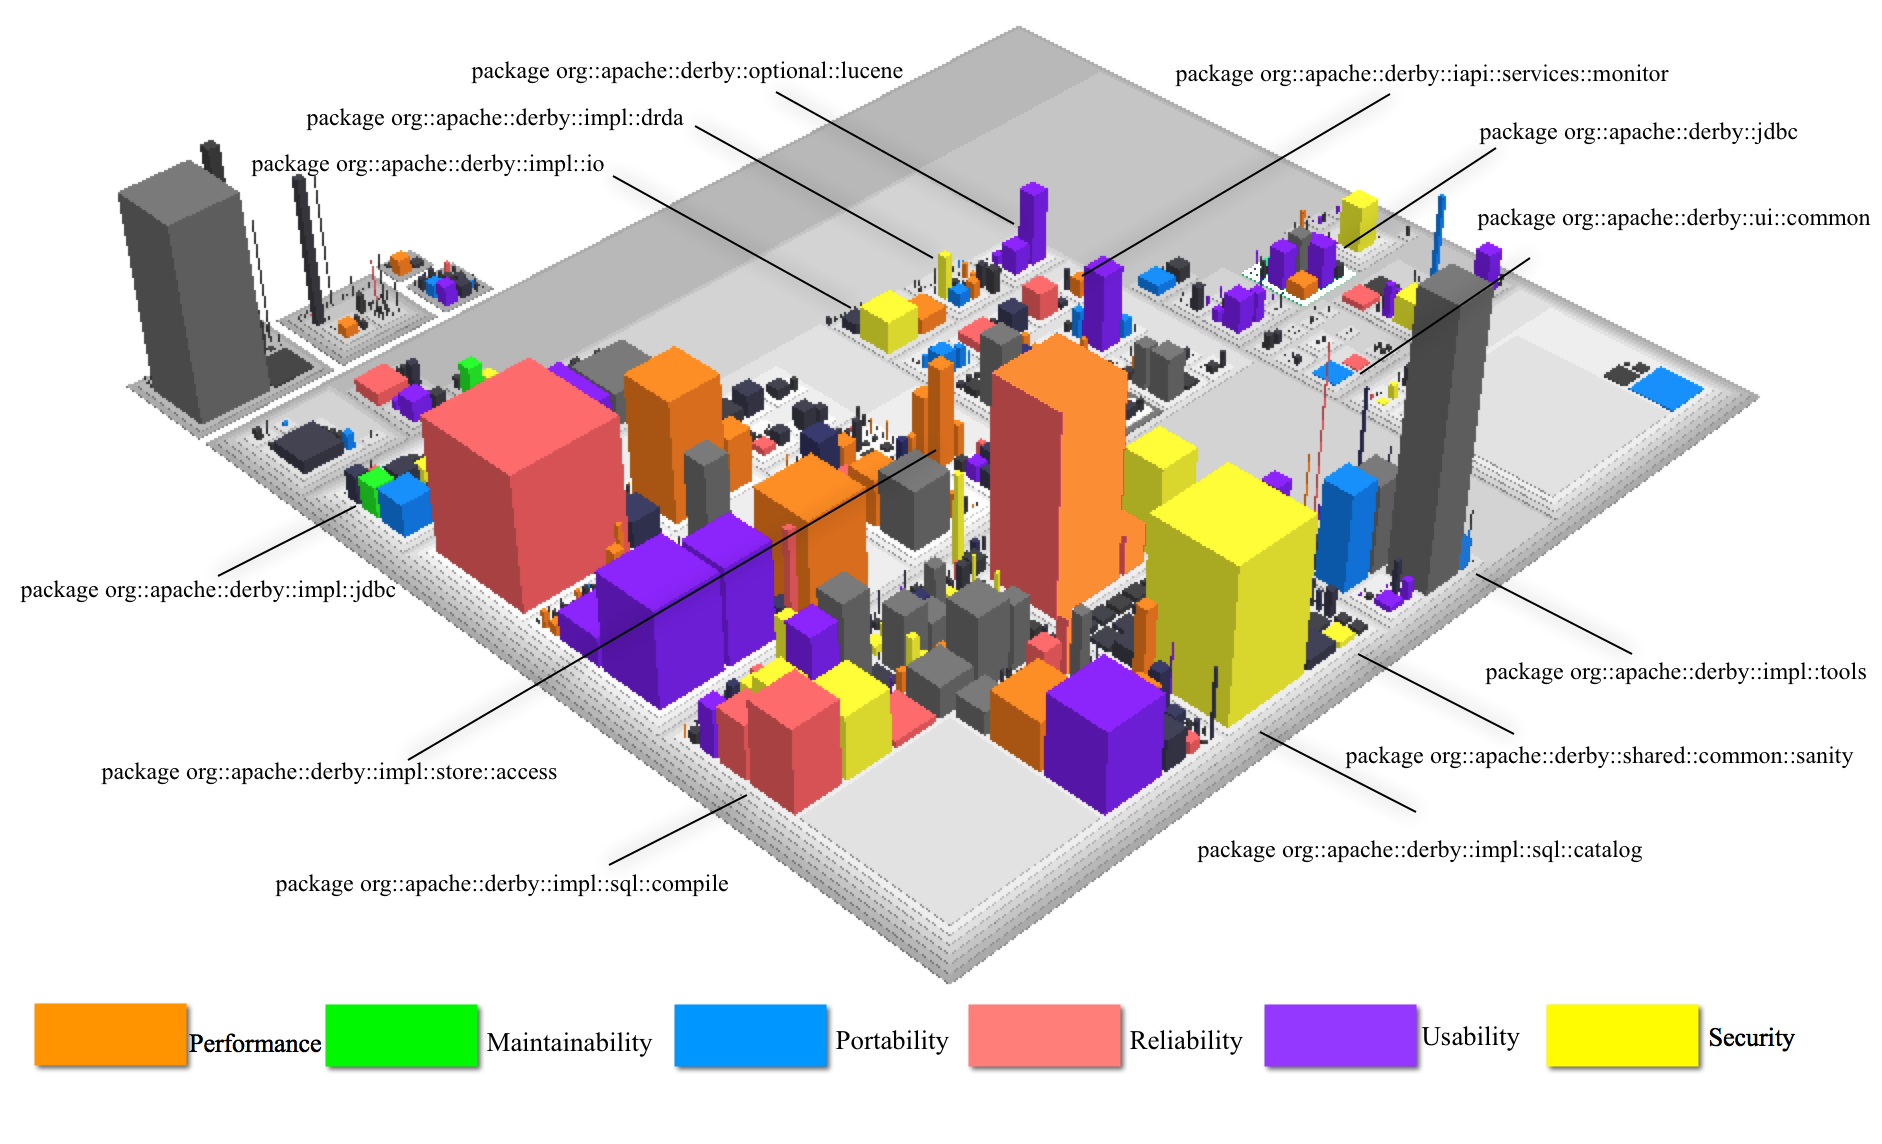 package org::apache::derby::optional::lucene
package org::apache::derby::iapi::services::monitor
package org::apache::derby::impl::drda
package org::apache::derby::jdbc
package org::apache::derby::impl::io
package org::apache::derby::ui::common
package org::apache::derby::impl::jdbc
package org::apache::derby::impl::tools
package org::apache::derby::shared::common::sanity
package org::apache::derby::impl::store::access
package org::apache::derby::impl::sql::catalog
package org::apache::derby::impl::sql::compile
Performance
Maintainability
Portability
Reliability
Usability
Security